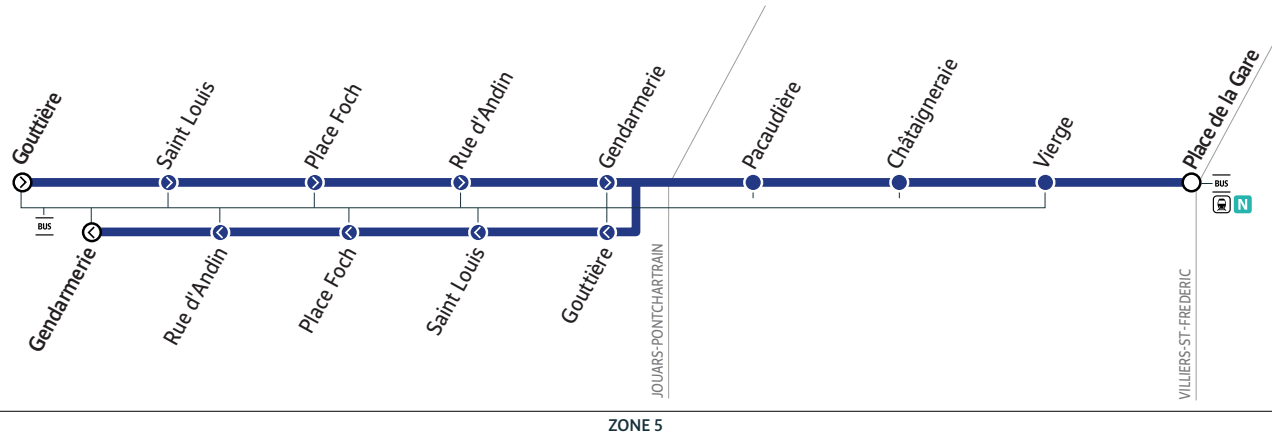 Gouttière
Saint Louis
Place Foch
Rue d'Andin
Gendarmerie
Pacaudière
Châtaigneraie
Vierge
Place de la Gare
BUS
N
BUS
Gendarmerie
Rue d'Andin
Place Foch
Saint Louis
Gouttière
JOUARS-PONTCHARTRAIN
VILLIERS-ST-FREDERIC
ZONE 5